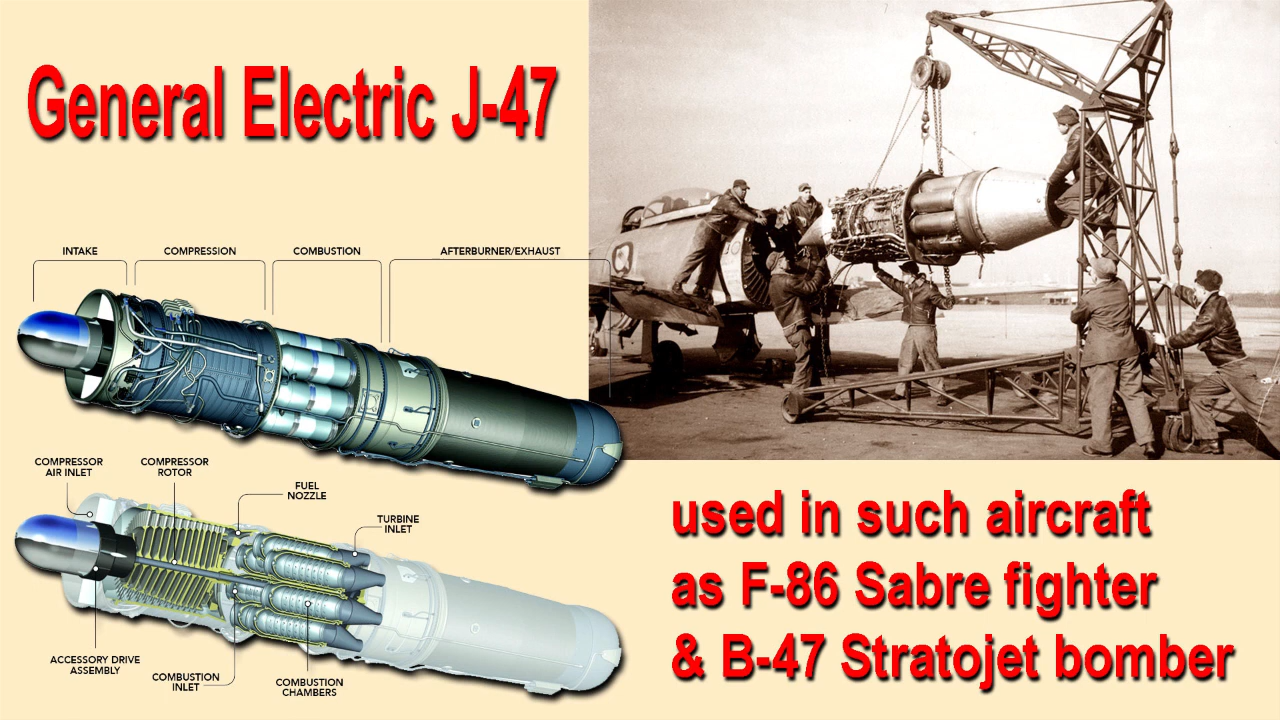 General Electric J-47
INTAKE
COMPRESSION
COMBUSTION
AFTERBURNER/EXHAUST
COMPRESSOR
AIR INLET
COMPRESSOR
ROTOR
FUEL
NOZZLE
TURBINE
INLET
ACCESSORY DRIVE
ASSEMBLY
COMBUSTION
INLET
COMBUSTION
CHAMBERS
used in such aircraft
as F-86 Sabre fighter
& B-47 Stratojet bomber